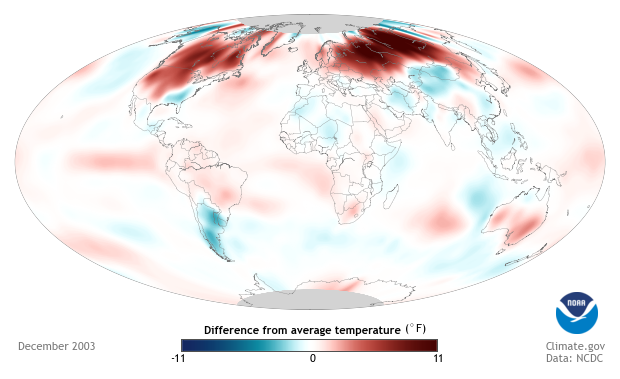 NOAA
Difference from average temperature (°F)
December 2003
-11
0
11
Climate.gov
Data: NCDC